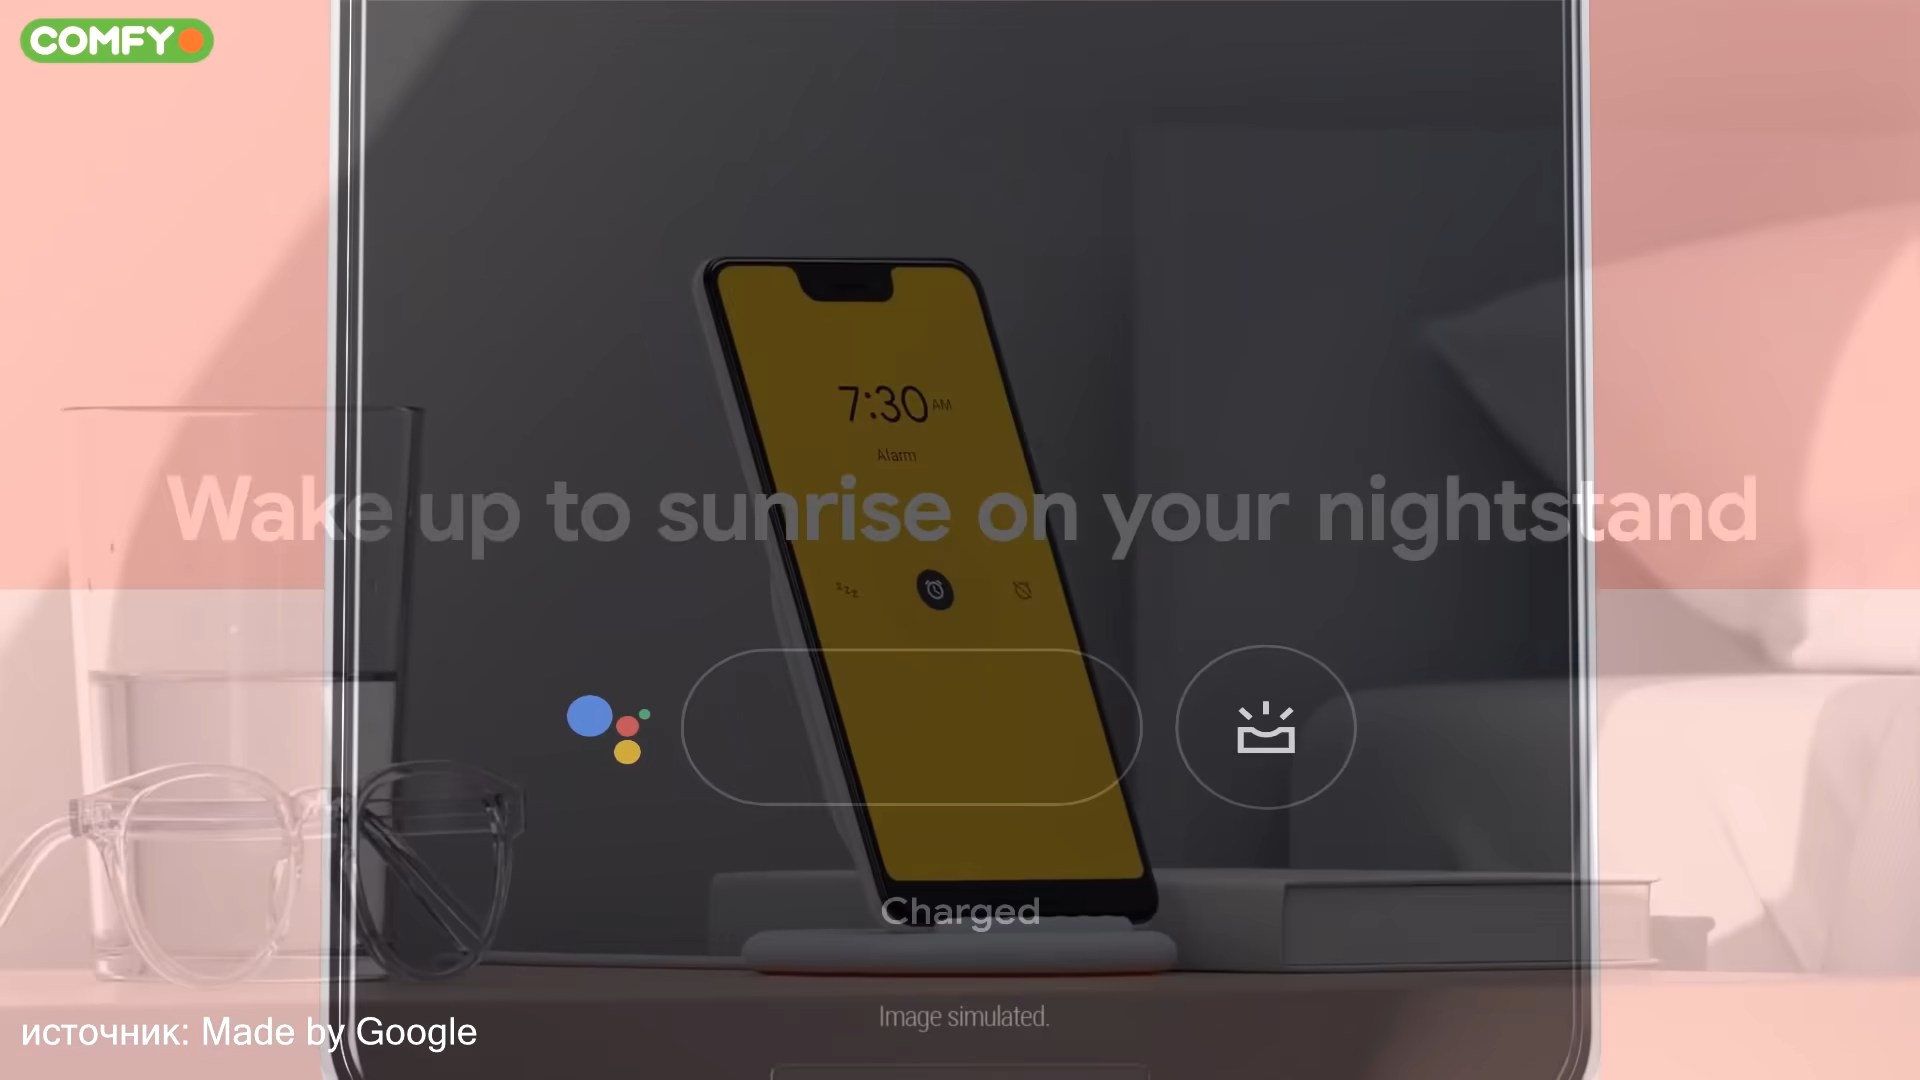 COMFY
7:30 AM
Alarm
Wake up to sunrise on your nightstand
zzz
Charged
Image simulated.
источник: Made by Google